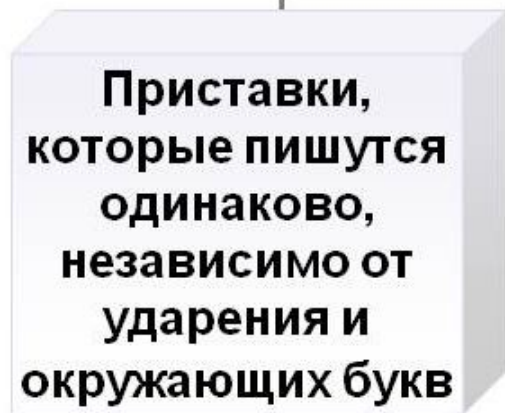 Приставки,
которые пишутся
одинаково,
независимо от
ударения и
окружающих букв